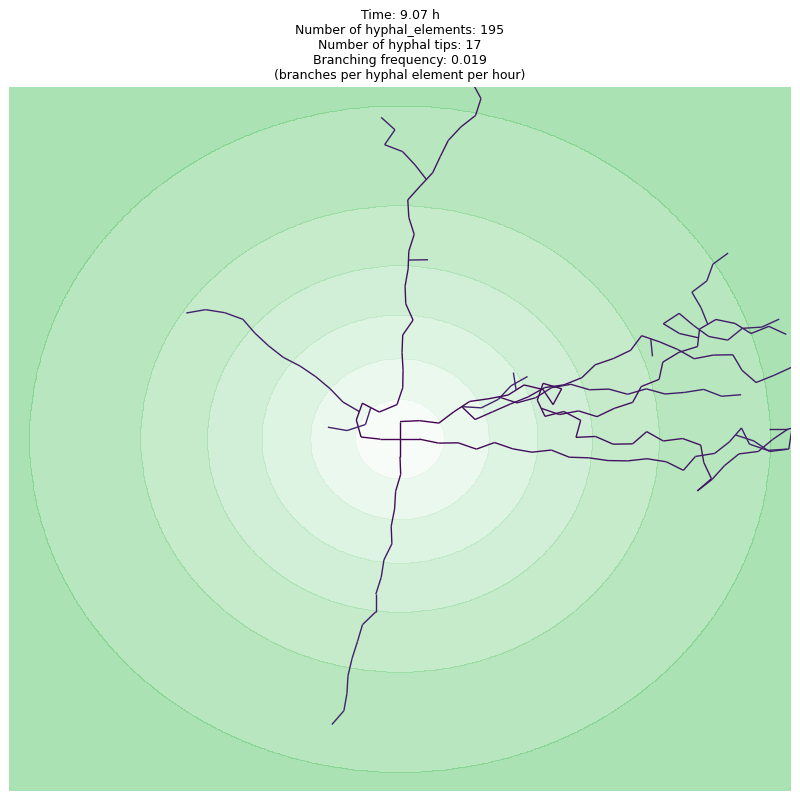 Time: 9.07 h
Number of hyphal_elements: 195
Number of hyphal tips: 17
Branching frequency: 0.019
(branches per hyphal element per hour)